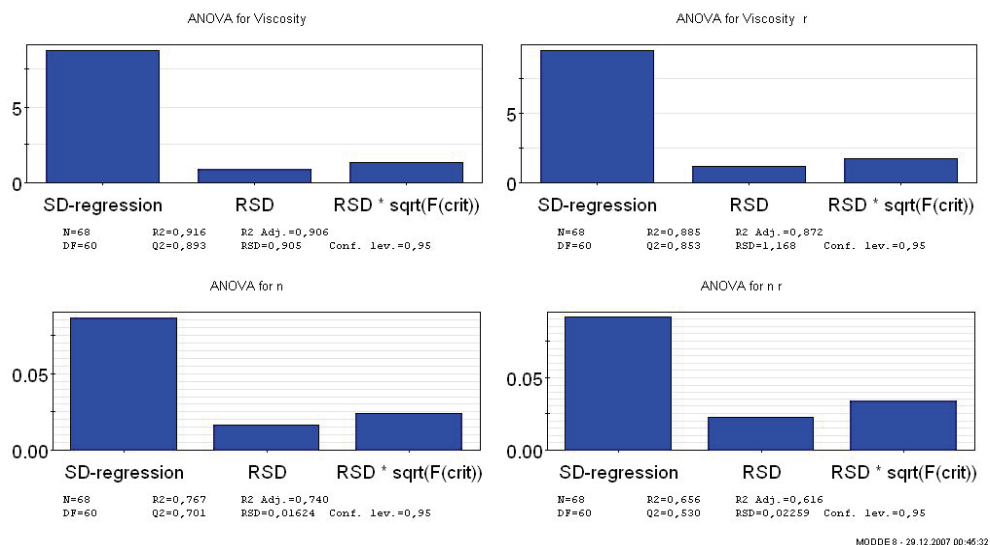 ANOVA for Viscosity
5
0
SD-regression RSD RSD * sqrt(F(crit))
N=68 R2=0,916 R2 Adj.=0,906
DF=60 Q2=0,893 RSD=0,905 Conf. lev.=0,95
ANOVA for Viscosity r
5
0
SD-regression RSD RSD * sqrt(F(crit))
N=68 R2=0,885 R2 Adj.=0,872
DF=60 Q2=0,853 RSD=1,168 Conf. lev.=0,95
ANOVA for n
0.05
0.00
SD-regression RSD RSD * sqrt(F(crit))
N=68 R2=0,767 R2 Adj.=0,740
DF=60 Q2=0,701 RSD=0,01624 Conf. lev.=0,95
ANOVA for n r
0.05
0.00
SD-regression RSD RSD * sqrt(F(crit))
N=68 R2=0,656 R2 Adj.=0,616
DF=60 Q2=0,530 RSD=0,02259 Conf. lev.=0,95
MODDE 8 - 29.12.2007 00:45:32